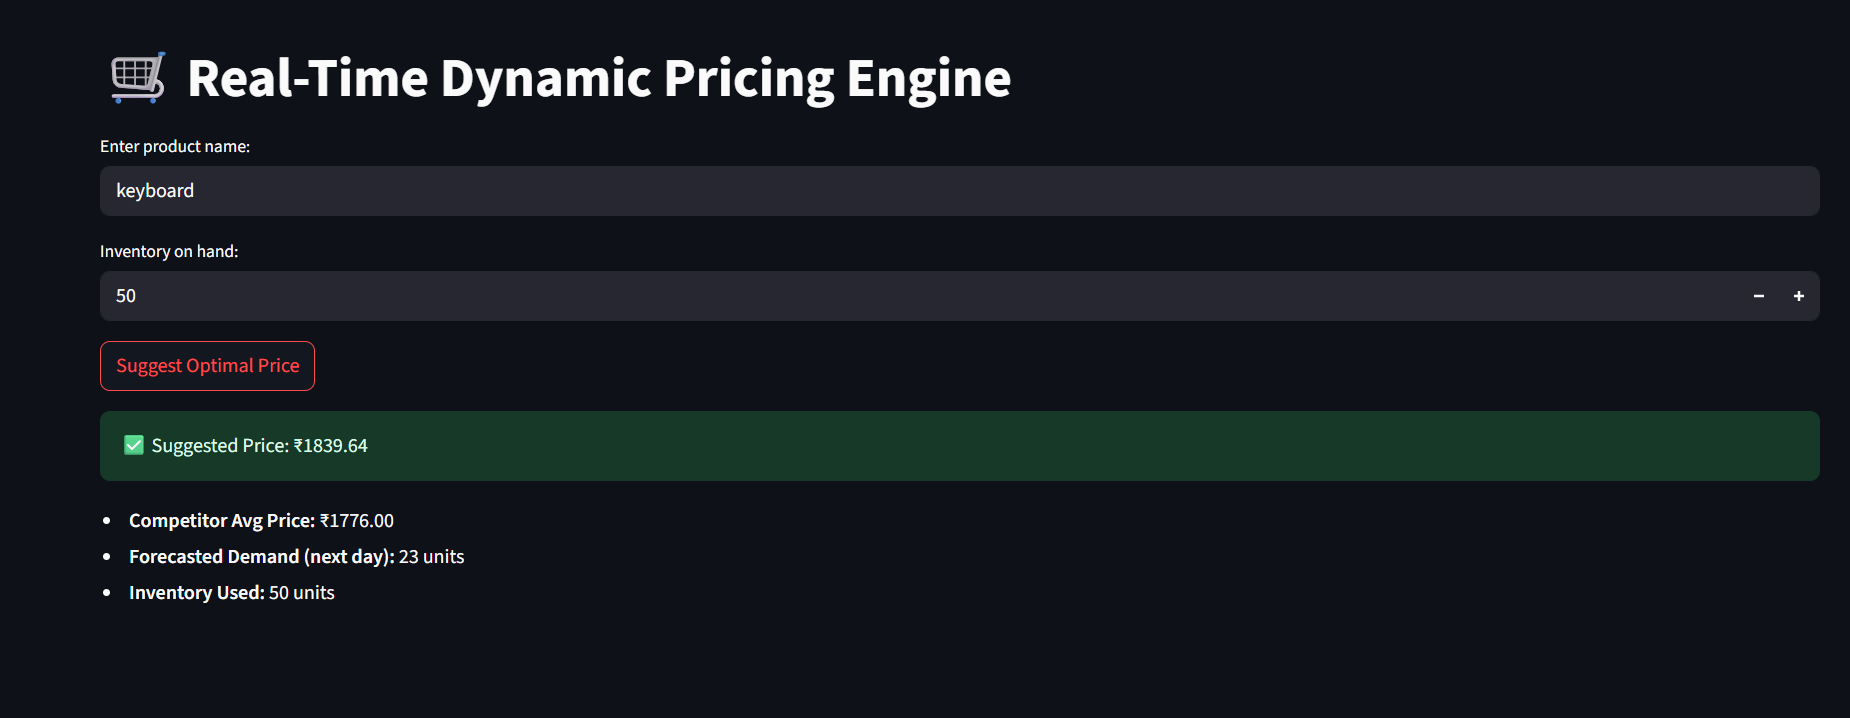 Real-Time Dynamic Pricing Engine
Enter product name:
keyboard
Inventory on hand:
50
Suggest Optimal Price
Suggested Price: ₹1839.64
Competitor Avg Price: ₹1776.00
Forecasted Demand (next day): 23 units
Inventory Used: 50 units